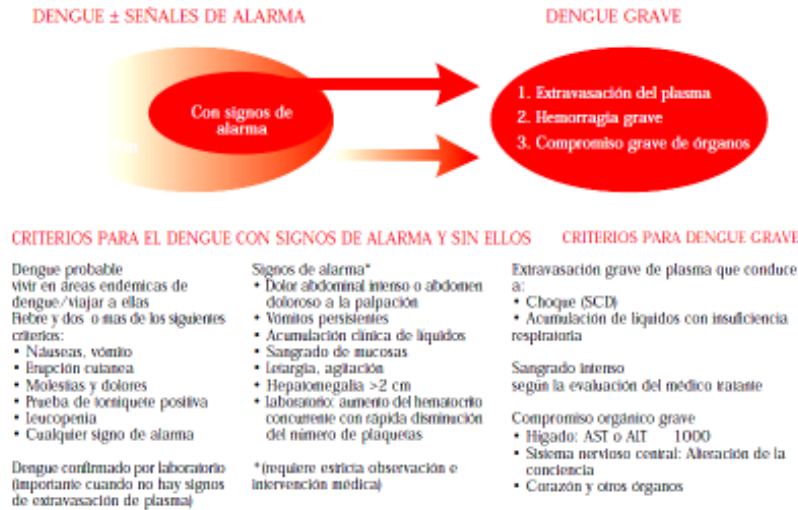 DENGUE ± SEÑALES DE ALARMA
DENGUE GRAVE
Con signos de
alarma
1. Extravasación del plasma
2. Hemorragia grave
3. Compromiso grave de órganos
CRITERIOS PARA EL DENGUE CON SIGNOS DE ALARMA Y SIN ELLOS
CRITERIOS PARA DENGUE GRAVE
Dengue probable
vivir en áreas endémicas de
dengue/viajar a ellas
Fiebre y dos o mas de los siguientes
criterios:
• Náuseas, vómito
• Erupción cutanea
• Molestias y dolores
• Prueba de torniquete positiva
• Leucopenia
• Cualquier signo de alarma
Dengue confirmado por laboratorio
(importante cuando no hay signos
de extravasación de plasma)
Signos de alarma*
• Dolor abdominal intenso o abdomen
doloroso a la palpación
• Vómitos persistentes
• Acumulación clínica de líquidos
• Sangrado de mucosas
• Letargia, agitación
• Hepatomegalia >2 cm
• laboratorio: aumento del hematocrito
concurrente con rápida disminución
del número de plaquetas
*(requiere estricta observación e
intervención médica)
Extravasación grave de plasma que conduce
a:
• Choque (SCD)
• Acumulación de líquidos con insuficiencia
respiratoria
Sangrado intenso
según la evaluación del médico tratante
Compromiso orgánico grave
• Hígado: AST o ALT 1000
• Sistema nervioso central: Alteración de la
conciencia
• Corazón y otros órganos